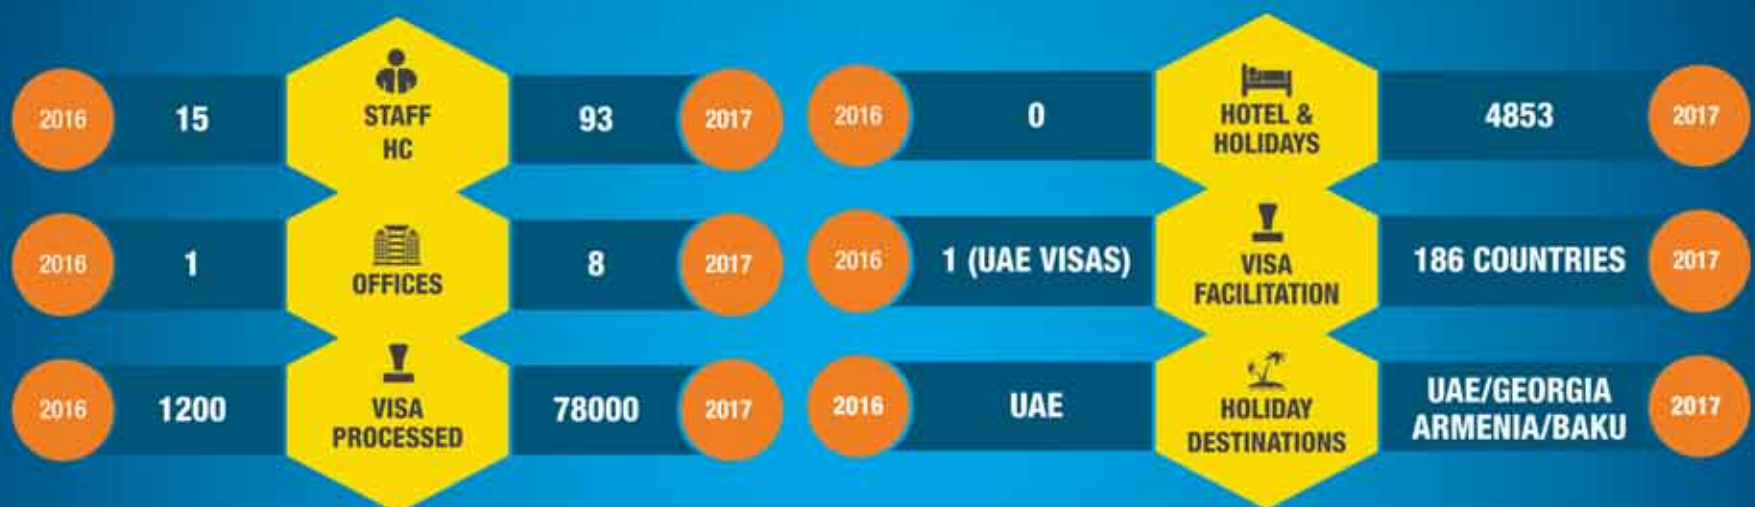 2016
15
STAFF
HC
93
2017
2016
1
OFFICES
8
2017
2016
1200
VISA
PROCESSED
78000
2017
2016
0
HOTEL &
HOLIDAYS
4853
2017
2016
1 (UAE VISAS)
VISA
FACILITATION
186 COUNTRIES
2017
2016
UAE
HOLIDAY
DESTINATIONS
UAE/GEORGIA
ARMENIA/BAKU
2017